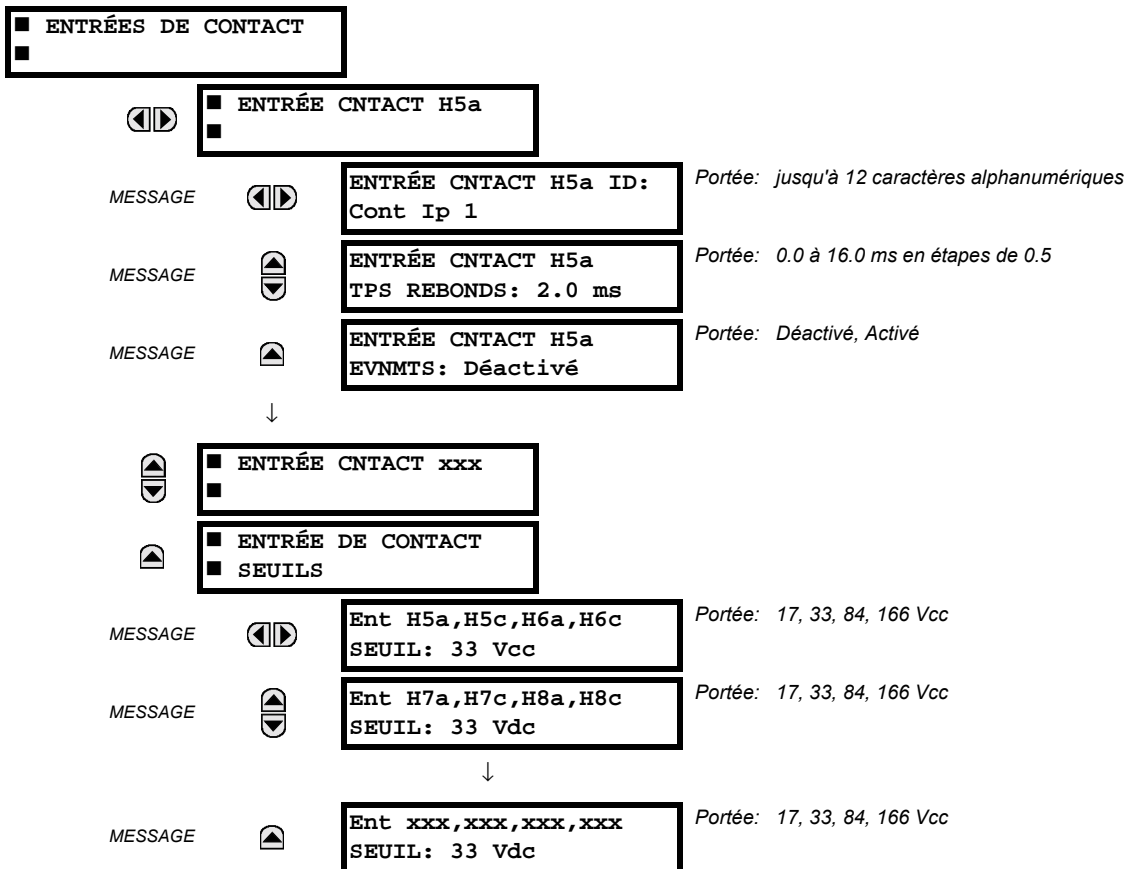 ■ ENTRÉES DE CONTACT
■
■ ENTRÉE CNTACT H5a
■
MESSAGE
ENTRÉE CNTACT H5a ID:
Cont Ip 1
Portée: jusqu'à 12 caractères alphanumériques
MESSAGE
ENTRÉE CNTACT H5a
TPS REBONDS: 2.0 ms
Portée: 0.0 à 16.0 ms en étapes de 0.5
MESSAGE
ENTRÉE CNTACT H5a
EVNMTS: Déactivé
Portée: Déactivé, Activé
↓
■ ENTRÉE CNTACT xxx
■
■ ENTRÉE DE CONTACT
■ SEUILS
MESSAGE
Ent H5a,H5c,H6a,H6c
SEUIL: 33 Vcc
Portée: 17, 33, 84, 166 Vcc
MESSAGE
Ent H7a,H7c,H8a,H8c
SEUIL: 33 Vdc
Portée: 17, 33, 84, 166 Vcc
↓
MESSAGE
Ent xxx,xxx,xxx,xxx
SEUIL: 33 Vdc
Portée: 17, 33, 84, 166 Vcc